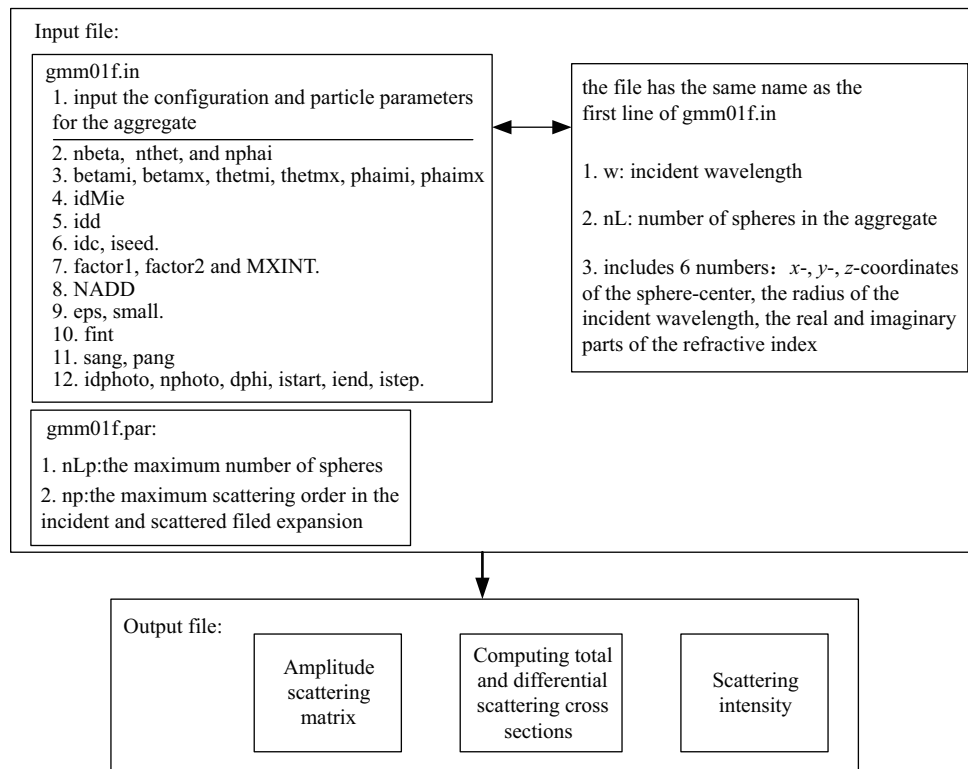 Input file:
gmm01f.in
1. input the configuration and particle parameters
for the aggregate
2. nbeta, nthet, and nphai
3. betami, betamx, thetmi, thetmx, phaimi, phaimx
4. idMie
5. idd
6. idc, iseed.
7. factor1, factor2 and MXINT.
8. NADD
9. eps, small.
10. fint
11. sang, pang
12. idphoto, nphoto, dphi, istart, iend, istep.
the file has the same name as the
first line of gmm01f.in
1. w: incident wavelength
2. nL: number of spheres in the aggregate
3. includes 6 numbers：x-, y-, z-coordinates
of the sphere-center, the radius of the
incident wavelength, the real and imaginary
parts of the refractive index
gmm01f.par:
1. nLp:the maximum number of spheres
2. np:the maximum scattering order in the
incident and scattered filed expansion
Output file:
Amplitude
scattering
matrix
Computing total
and differential
scattering cross
sections
Scattering
intensity